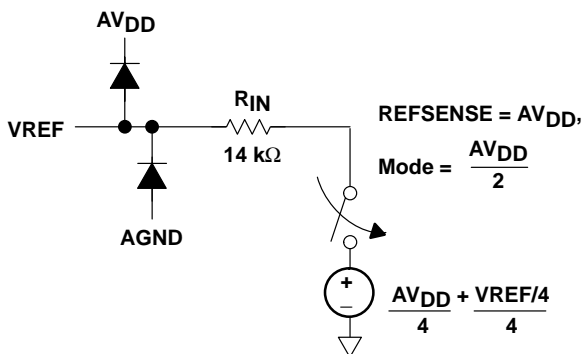 AVDD
RIN
VREF
14 kΩ
AGND
REFSENSE = AVDD,
Mode = AVDD
2
+
−
AVDD + VREF/4
4 4